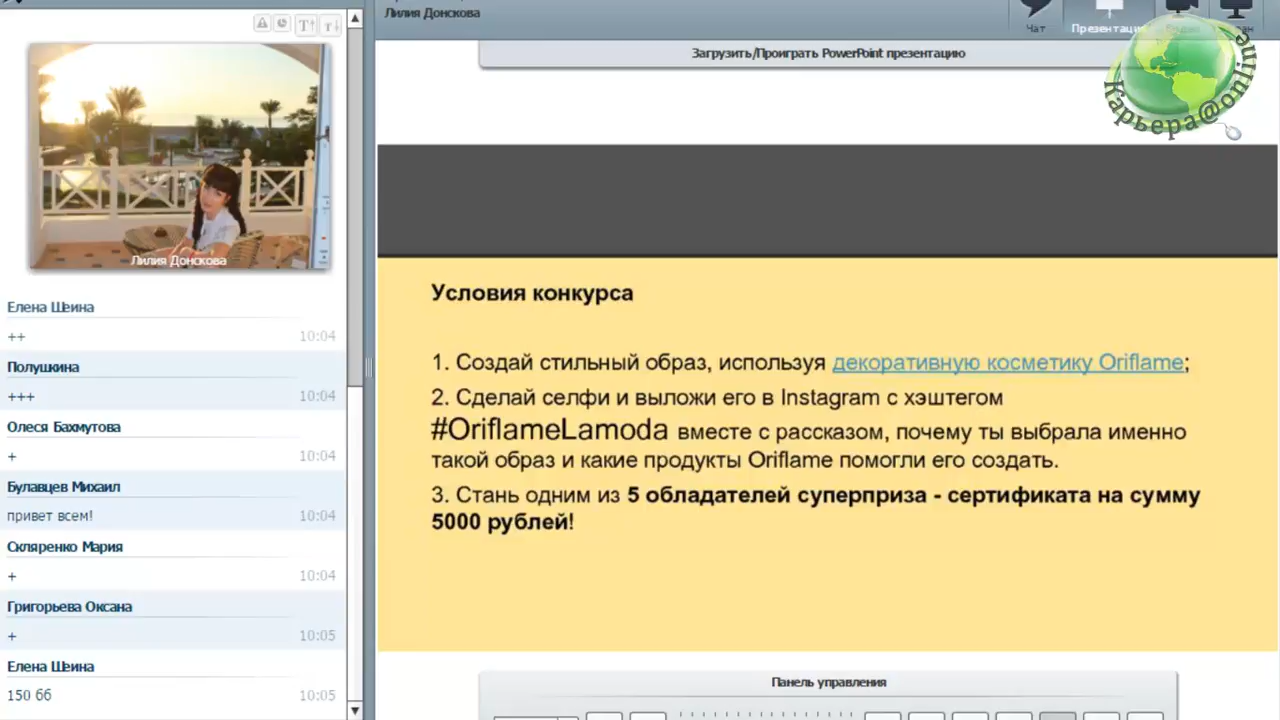 Лилия Донскова
Чат
Презентаци
Загрузить/Проиграть PowerPoint презентацию
Карьера@online
Лилия Донскова
Елена Шеина
++ 10:04
Полушкина
+++ 10:04
Олеся Бахмутова
+ 10:04
Булавцев Михаил
привет всем! 10:04
Скляренко Мария
+ 10:04
Григорьева Оксана
+ 10:05
Елена Шеина
150 бб 10:05
Условия конкурса
1. Создай стильный образ, используя декоративную косметику Oriflame;
2. Сделай селфи и выложи его в Instagram с хэштегом
#OriflameLamoda вместе с рассказом, почему ты выбрала именно
такой образ и какие продукты Oriflame помогли его создать.
3. Стань одним из 5 обладателей суперприза - сертификата на сумму
5000 рублей!
Панель управления